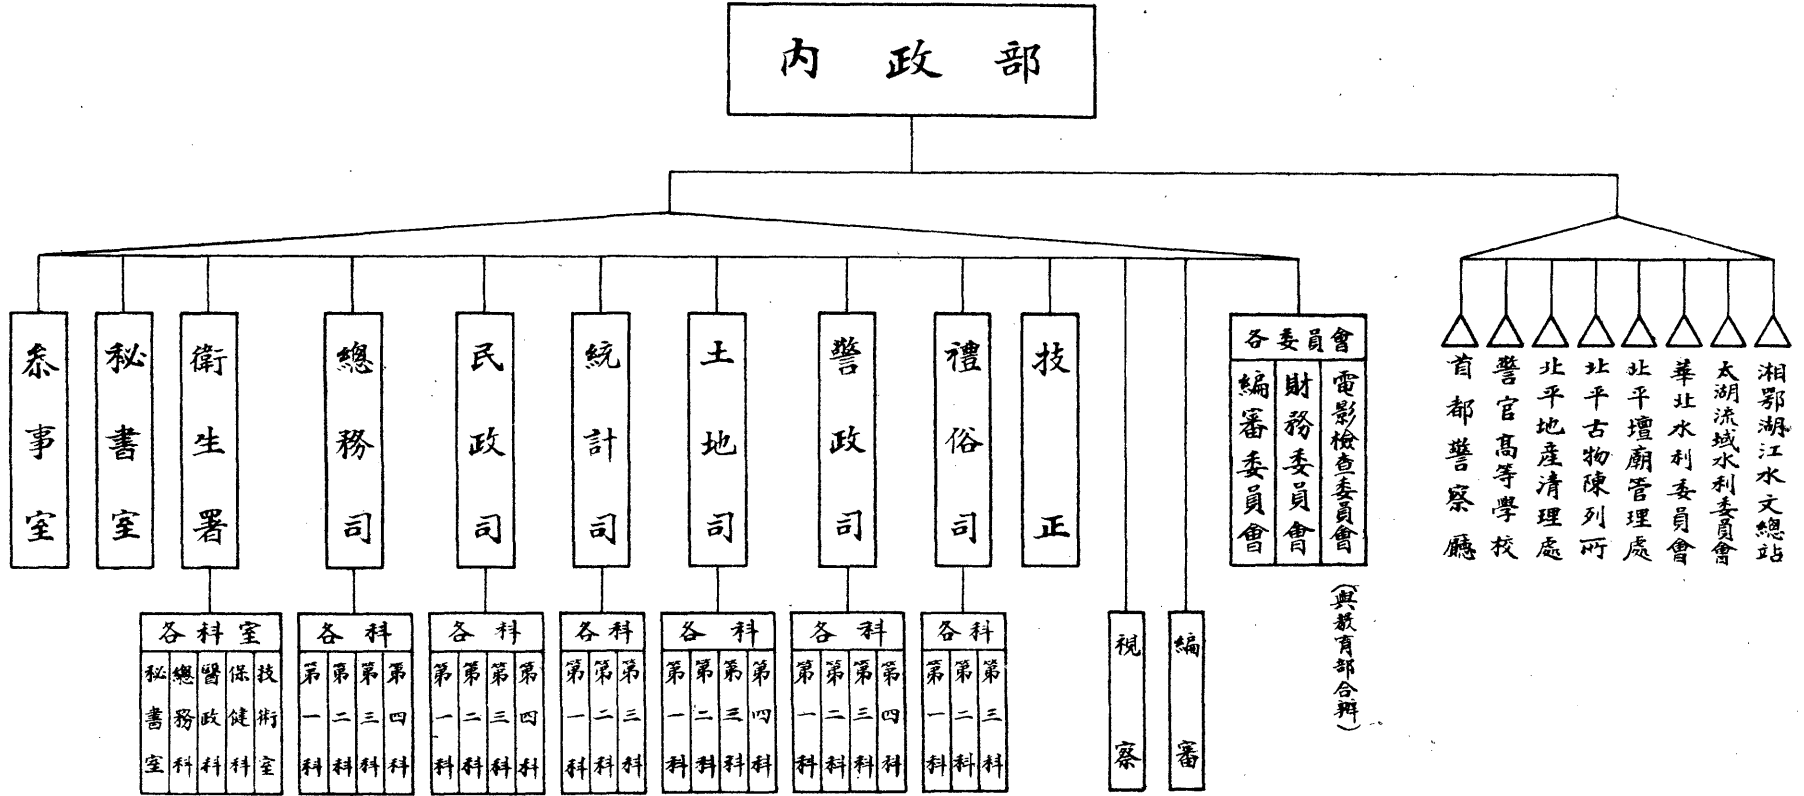 內政部
叅事室
秘書室
衛生署
總務司
民政司
統計司
土地司
警政司
禮俗司
技正
各委員會
編審委員會
財務委員會
電影檢查委員會
(與教育部合辦)
首都警察廳
警官高等學校
北平地產清理處
北平古物陳列所
北平壇廟管理處
華北水利委員會
太湖流域水利委員會
湘鄂湖江水文總站
各科室
秘書室
總務科
醫政科
保健科
技術室
各科
第一科
第二科
第三科
第四科
各科
第一科
第二科
第三科
第四科
各科
第一科
第二科
第三科
各科
第一科
第二科
第三科
第四科
各科
第一科
第二科
第三科
第四科
各科
第一科
第二科
第三科
視察
編審